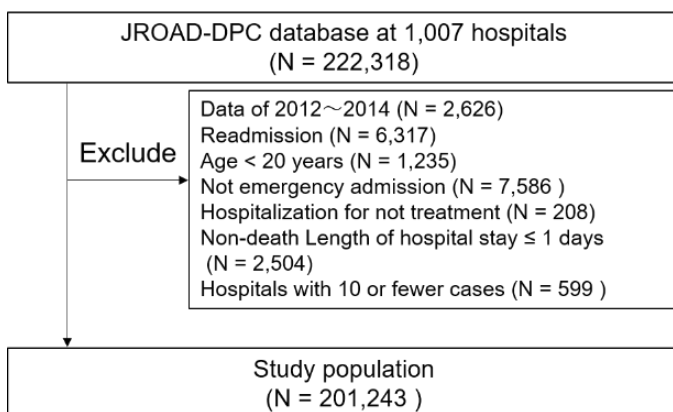 JROAD-DPC database at 1,007 hospitals
(N = 222,318)
Exclude
Data of 2012～2014 (N = 2,626)
Readmission (N = 6,317)
Age < 20 years (N = 1,235)
Not emergency admission (N = 7,586 )
Hospitalization for not treatment (N = 208)
Non-death Length of hospital stay ≤ 1 days
(N = 2,504)
Hospitals with 10 or fewer cases (N = 599 )
Study population
(N = 201,243 )